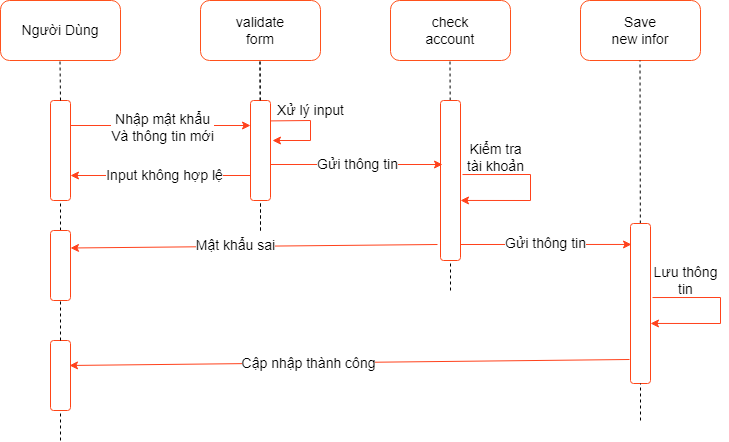 Người Dùng
validate
form
check
account
Save
new infor
Nhập mật khẩu
Và thông tin mới
Xử lý input
Input không hợp lệ
Gửi thông tin
Kiểm tra
tài khoản
Mật khẩu sai
Gửi thông tin
Lưu thông
tin
Cập nhập thành công